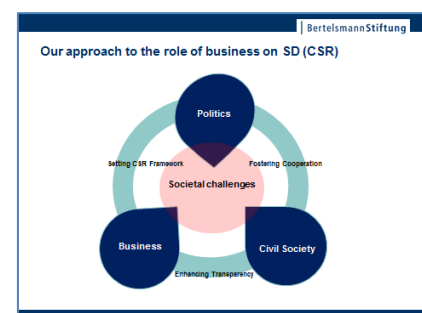 BertelsmannStiftung
Our approach to the role of business on SD (CSR)
Politics
Setting CSR Framework
Fostering Cooperation
Societal challenges
Business
Civil Society
Enhancing Transparency